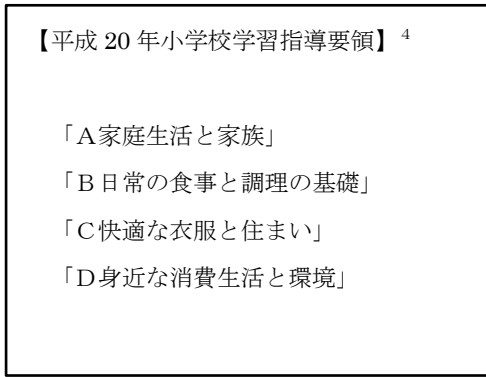 【平成 20 年小学校学習指導要領】4
「A家庭生活と家族」
「B日常の食事と調理の基礎」
「C快適な衣服と住まい」
「D身近な消費生活と環境」